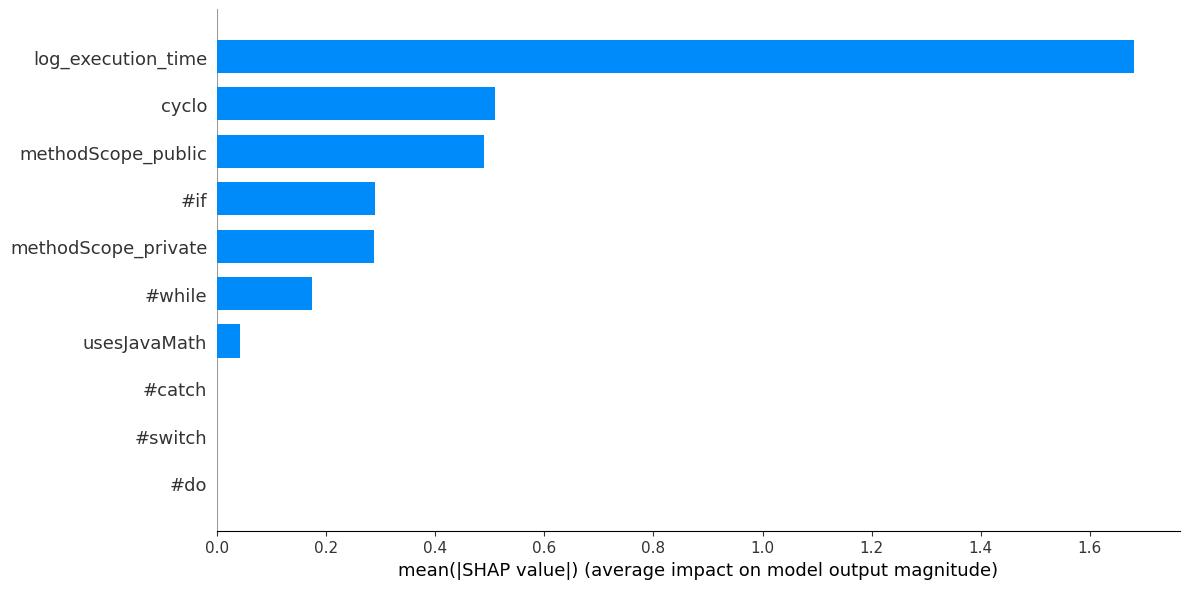 log_execution_time
cyclo
methodScope_public
#if
methodScope_private
#while
usesJavaMath
#catch
#switch
#do
0.0 0.2 0.4 0.6 0.8 1.0 1.2 1.4 1.6
mean(|SHAP value|) (average impact on model output magnitude)